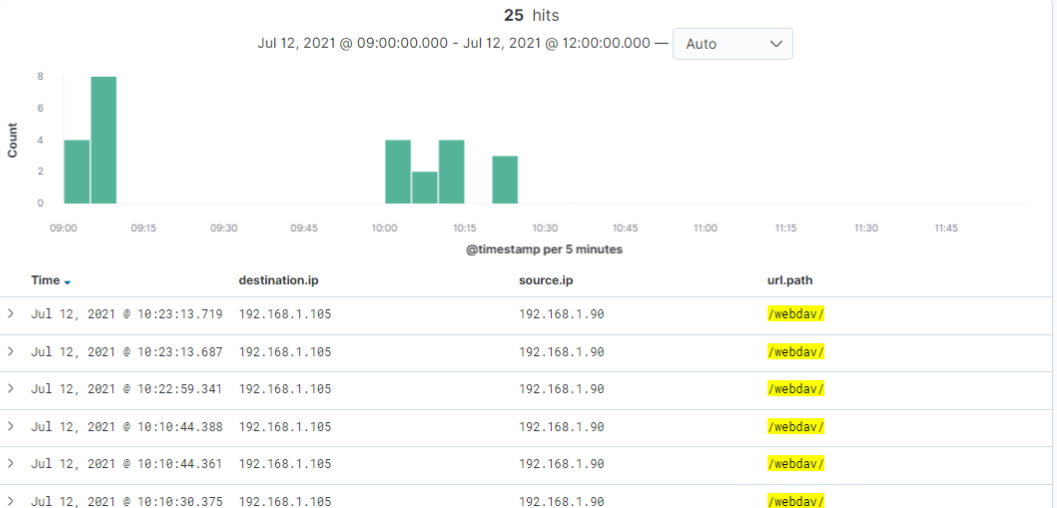 25 hits
Jul 12, 2021 @ 09:00:00.000 - Jul 12, 2021 @ 12:00:00.000 — Auto
Count
8
6
4
2
0
09:00 09:15 09:30 09:45 10:00 10:15 10:30 10:45 11:00 11:15 11:30 11:45
@timestamp per 5 minutes
Time destination.ip source.ip url.path
Jul 12, 2021 @ 10:23:13.719 192.168.1.105 192.168.1.90 /webdav/
Jul 12, 2021 @ 10:23:13.687 192.168.1.105 192.168.1.90 /webdav/
Jul 12, 2021 @ 10:22:59.341 192.168.1.105 192.168.1.90 /webdav/
Jul 12, 2021 @ 10:10:44.388 192.168.1.105 192.168.1.90 /webdav/
Jul 12, 2021 @ 10:10:44.361 192.168.1.105 192.168.1.90 /webdav/
Jul 12, 2021 @ 10:10:30.375 192.168.1.105 192.168.1.90 /webdav/